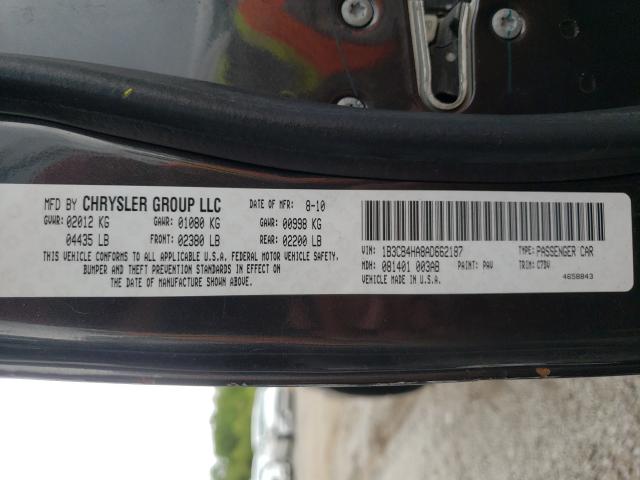 MFD BY CHRYSLER GROUP LLC DATE OF MFR: 8-10
GVWR: 02012 KG GAWR: 01080 KG GAWR: 00998 KG
04435 LB FRONT: 02380 LB REAR: 02200 LB
THIS VEHICLE CONFORMS TO ALL APPLICABLE U.S.A. FEDERAL MOTOR VEHICLE SAFETY,
BUMPER AND THEFT PREVENTION STANDARDS IN EFFECT ON
THE DATE OF MANUFACTURE SHOWN ABOVE.
VIN: 1B3CB4HA8AD662187 TYPE: PASSENGER CAR
MDH: 081401 003AB PAINT: PAV TRIM: C7DV
VEHICLE MADE IN U.S.A. 4658843